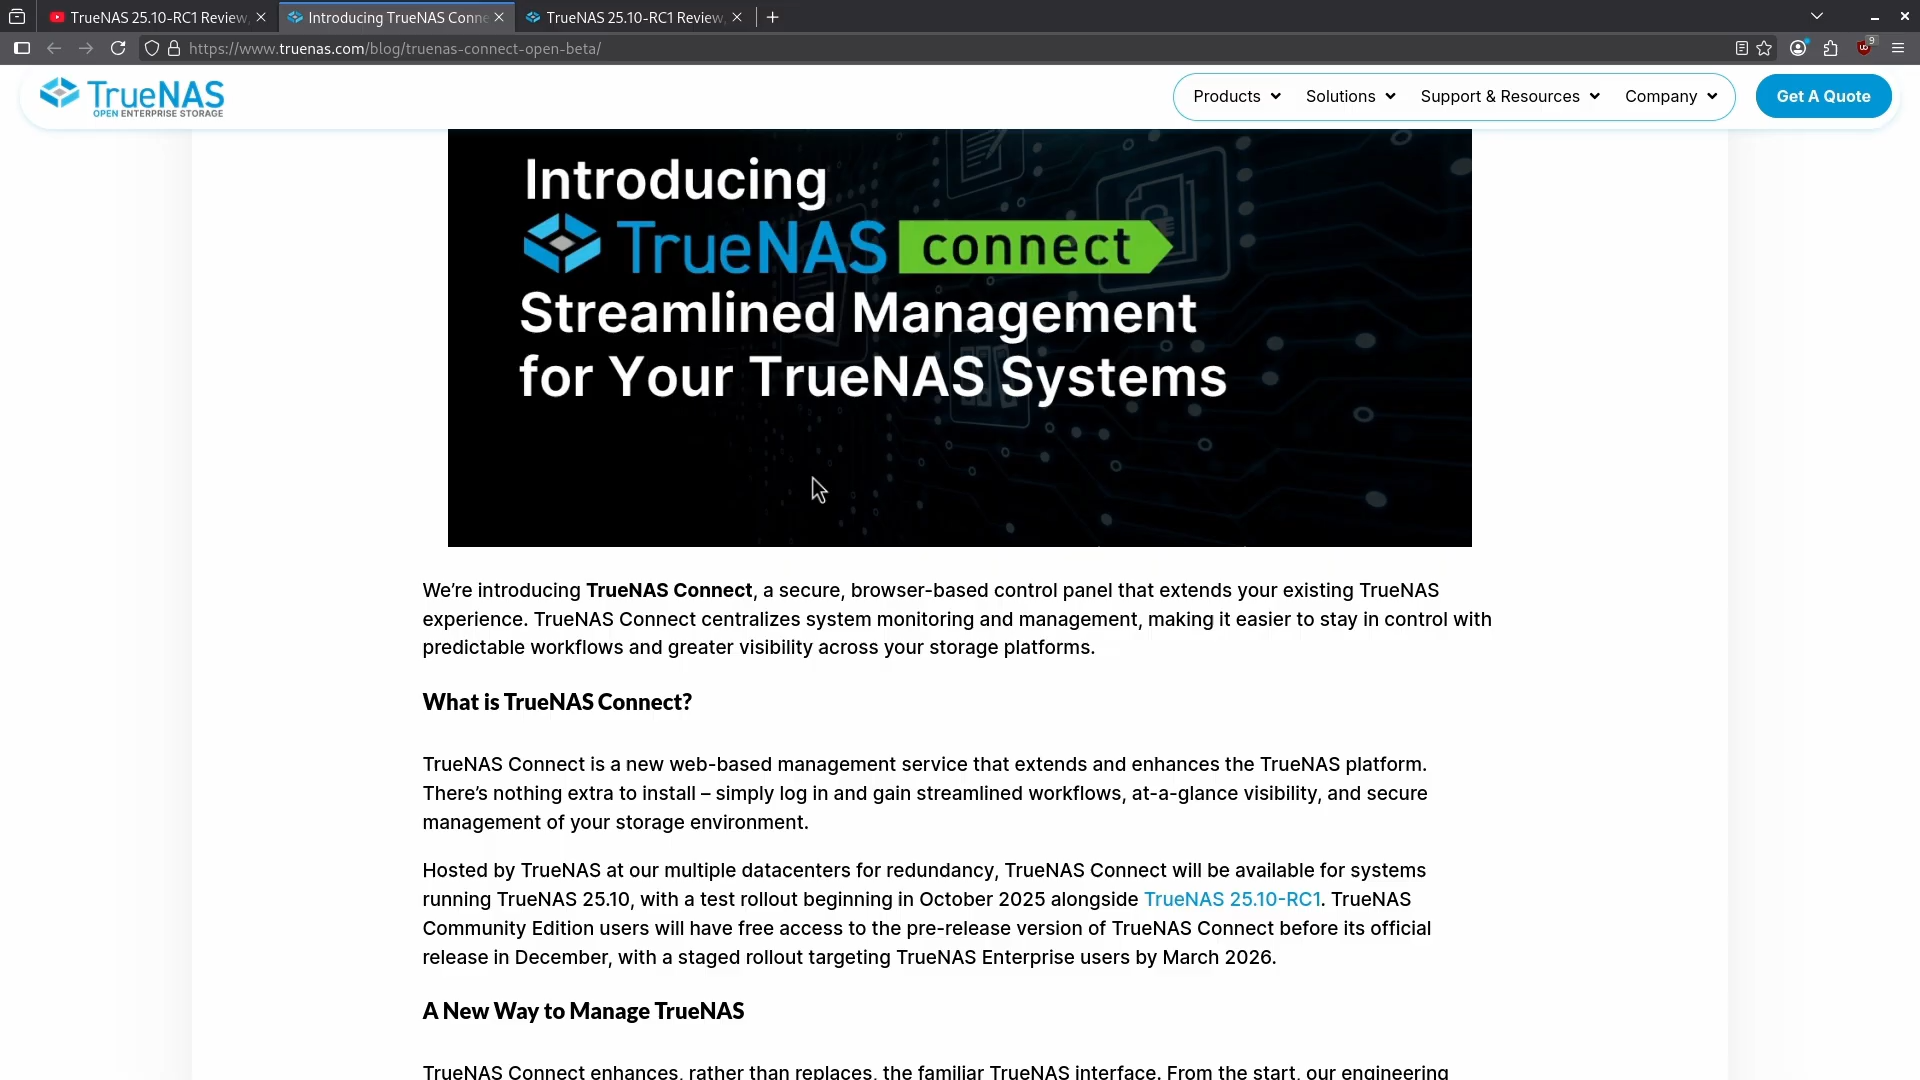 TrueNAS 25.10-RC1 Review,
Introducing TrueNAS Conne
TrueNAS 25.10-RC1 Review,
https://www.truenas.com/blog/truenas-connect-open-beta/
9
TrueNAS
OPEN ENTERPRISE STORAGE
Products
Solutions
Support & Resources
Company
Get A Quote
Introducing
TrueNAS connect
Streamlined Management
for Your TrueNAS Systems
We’re introducing TrueNAS Connect, a secure, browser-based control panel that extends your existing TrueNAS
experience. TrueNAS Connect centralizes system monitoring and management, making it easier to stay in control with
predictable workflows and greater visibility across your storage platforms.
What is TrueNAS Connect?
TrueNAS Connect is a new web-based management service that extends and enhances the TrueNAS platform.
There’s nothing extra to install – simply log in and gain streamlined workflows, at-a-glance visibility, and secure
management of your storage environment.
Hosted by TrueNAS at our multiple datacenters for redundancy, TrueNAS Connect will be available for systems
running TrueNAS 25.10, with a test rollout beginning in October 2025 alongside TrueNAS 25.10-RC1. TrueNAS
Community Edition users will have free access to the pre-release version of TrueNAS Connect before its official
release in December, with a staged rollout targeting TrueNAS Enterprise users by March 2026.
A New Way to Manage TrueNAS
TrueNAS Connect enhances, rather than replaces, the familiar TrueNAS interface. From the start, our engineering